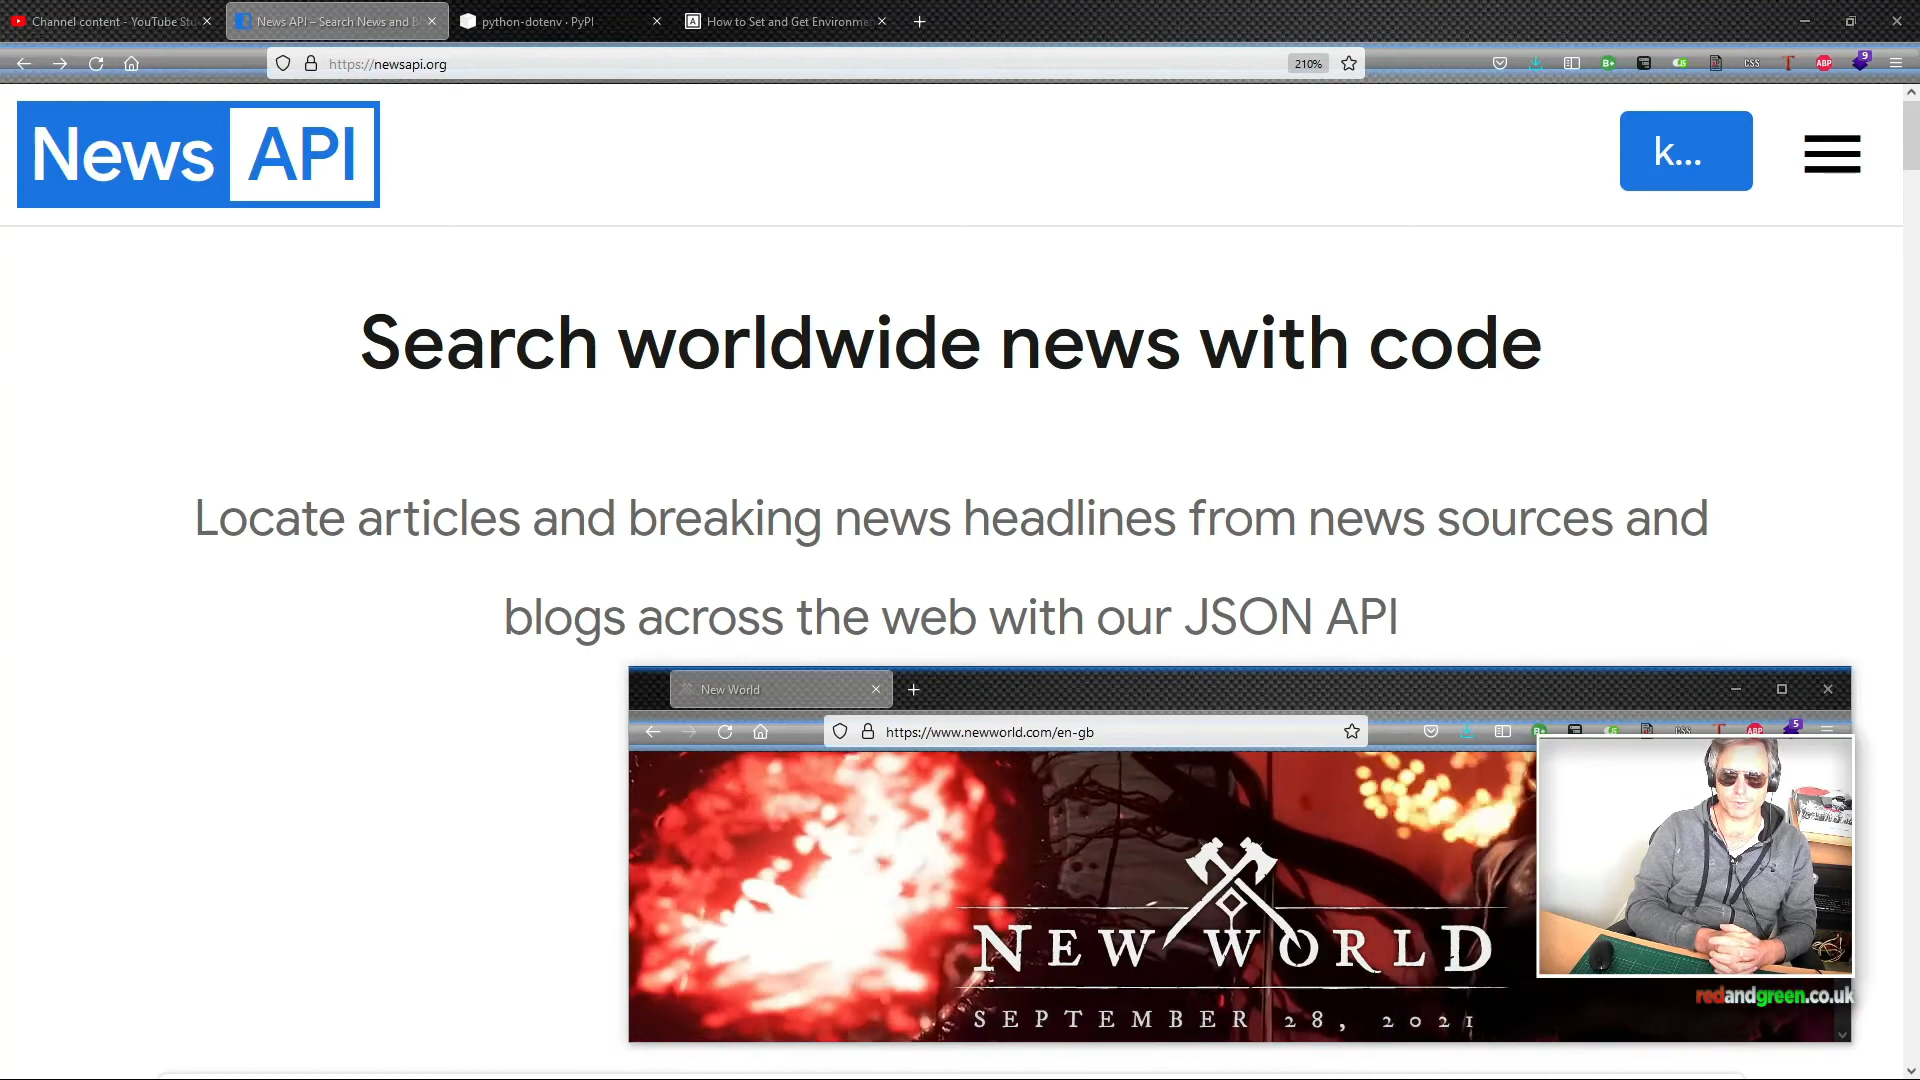 Channel content - YouTube Stu
News API – Search News and B
python-dotenv · PyPI
How to Set and Get Environme
https://newsapi.org
210%
9
News API
k...
Search worldwide news with code
Locate articles and breaking news headlines from news sources and
blogs across the web with our JSON API
New World
https://www.newworld.com/en-gb
5
NEW WORLD
SEPTEMBER 28, 2021
redandgreen.co.uk